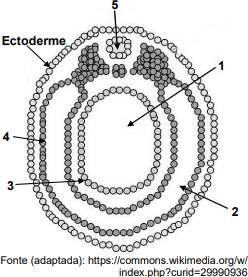 5
Ectoderme
1
4
3
2
Fonte (adaptada): https://commons.wikimedia.org/w/
index.php?curid=29990936